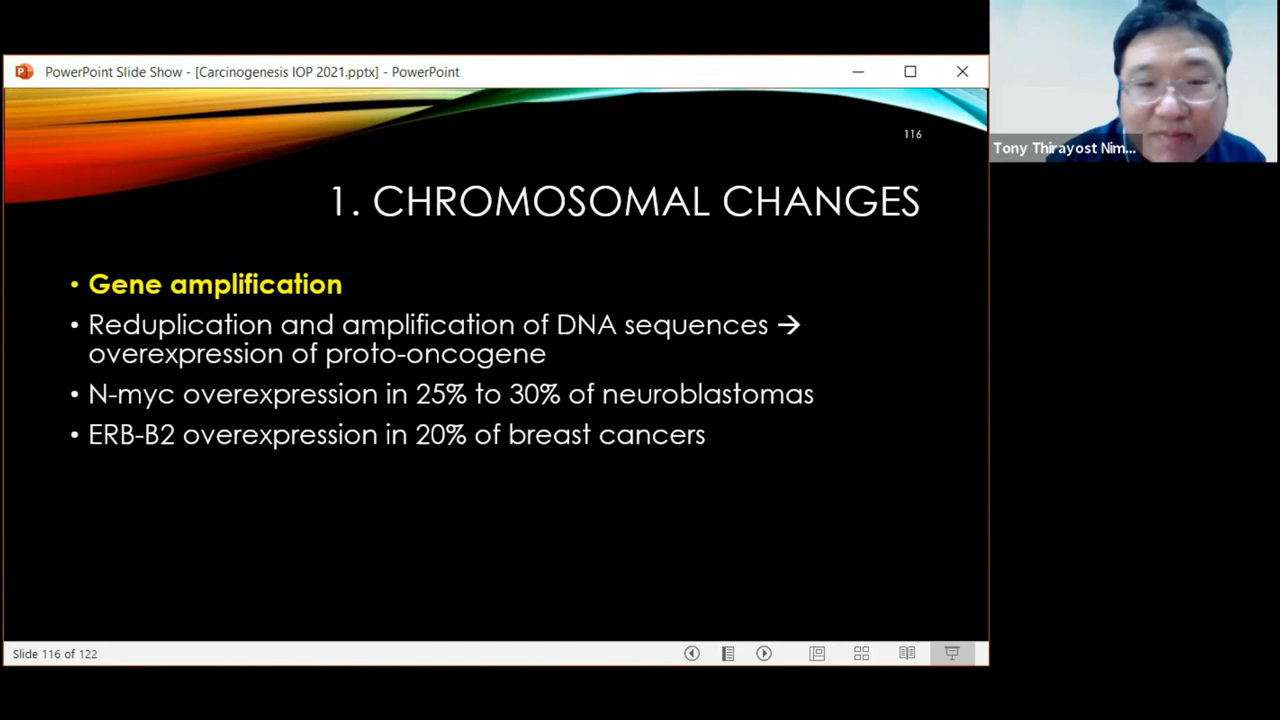 PowerPoint Slide Show - [Carcinogenesis IOP 2021.pptx] - PowerPoint
Tony Thirayost Nim...
116
1. CHROMOSOMAL CHANGES
• Gene amplification
• Reduplication and amplification of DNA sequences →
overexpression of proto-oncogene
• N-myc overexpression in 25% to 30% of neuroblastomas
• ERB-B2 overexpression in 20% of breast cancers
Slide 116 of 122